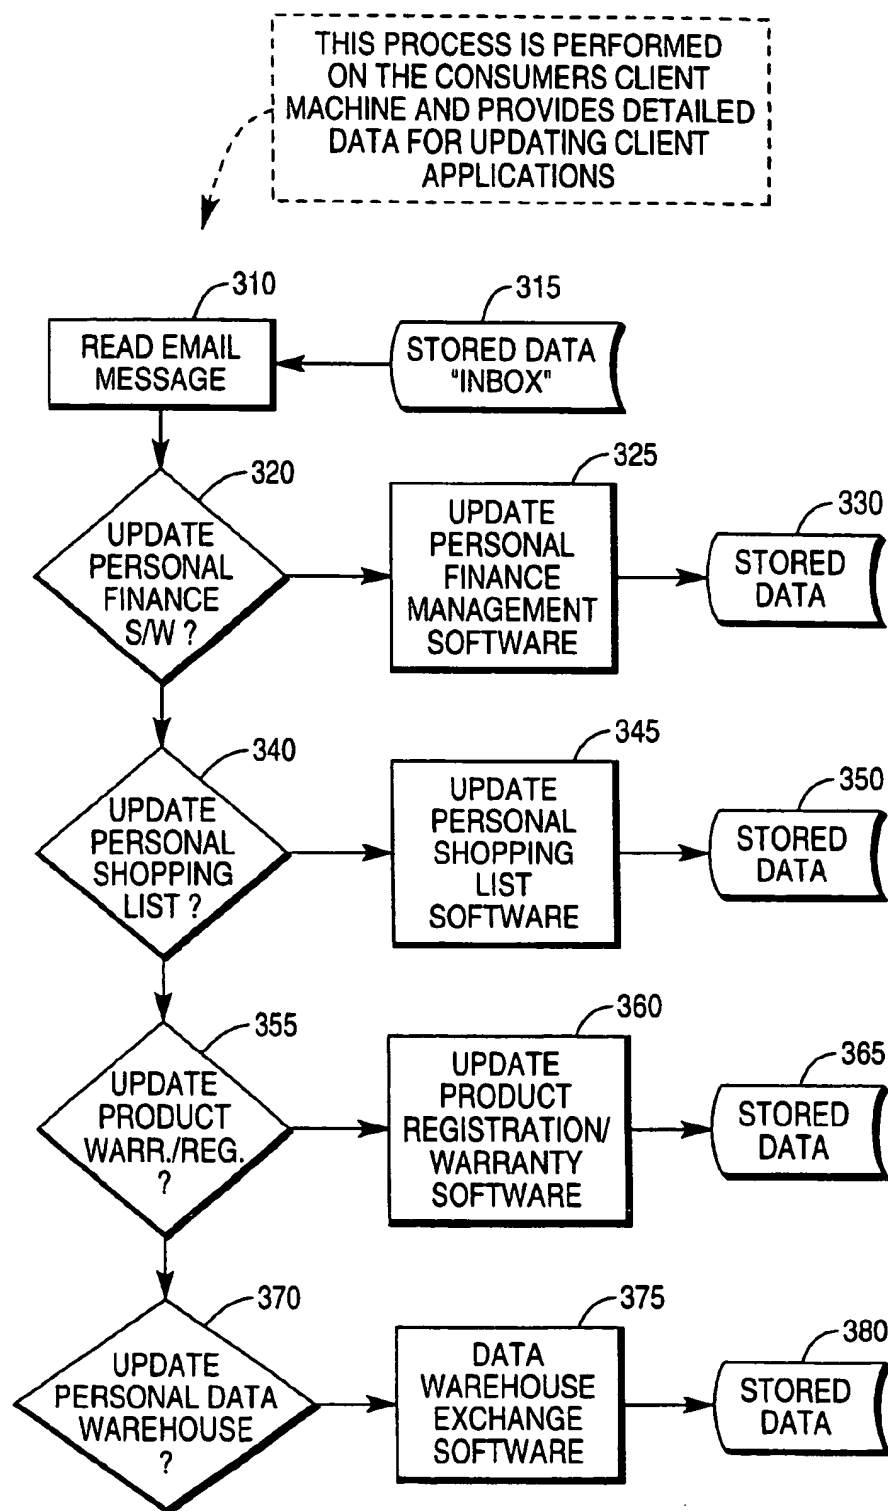 THIS PROCESS IS PERFORMED
ON THE CONSUMERS CLIENT
MACHINE AND PROVIDES DETAILED
DATA FOR UPDATING CLIENT
APPLICATIONS
310
READ EMAIL
MESSAGE
315
STORED DATA
"INBOX"
320
UPDATE
PERSONAL
FINANCE
S/W ?
325
UPDATE
PERSONAL
FINANCE
MANAGEMENT
SOFTWARE
330
STORED
DATA
340
UPDATE
PERSONAL
SHOPPING
LIST ?
345
UPDATE
PERSONAL
SHOPPING
LIST
SOFTWARE
350
STORED
DATA
355
UPDATE
PRODUCT
WARR./REG.
?
360
UPDATE
PRODUCT
REGISTRATION/
WARRANTY
SOFTWARE
365
STORED
DATA
370
UPDATE
PERSONAL DATA
WAREHOUSE
?
375
DATA
WAREHOUSE
EXCHANGE
SOFTWARE
380
STORED
DATA